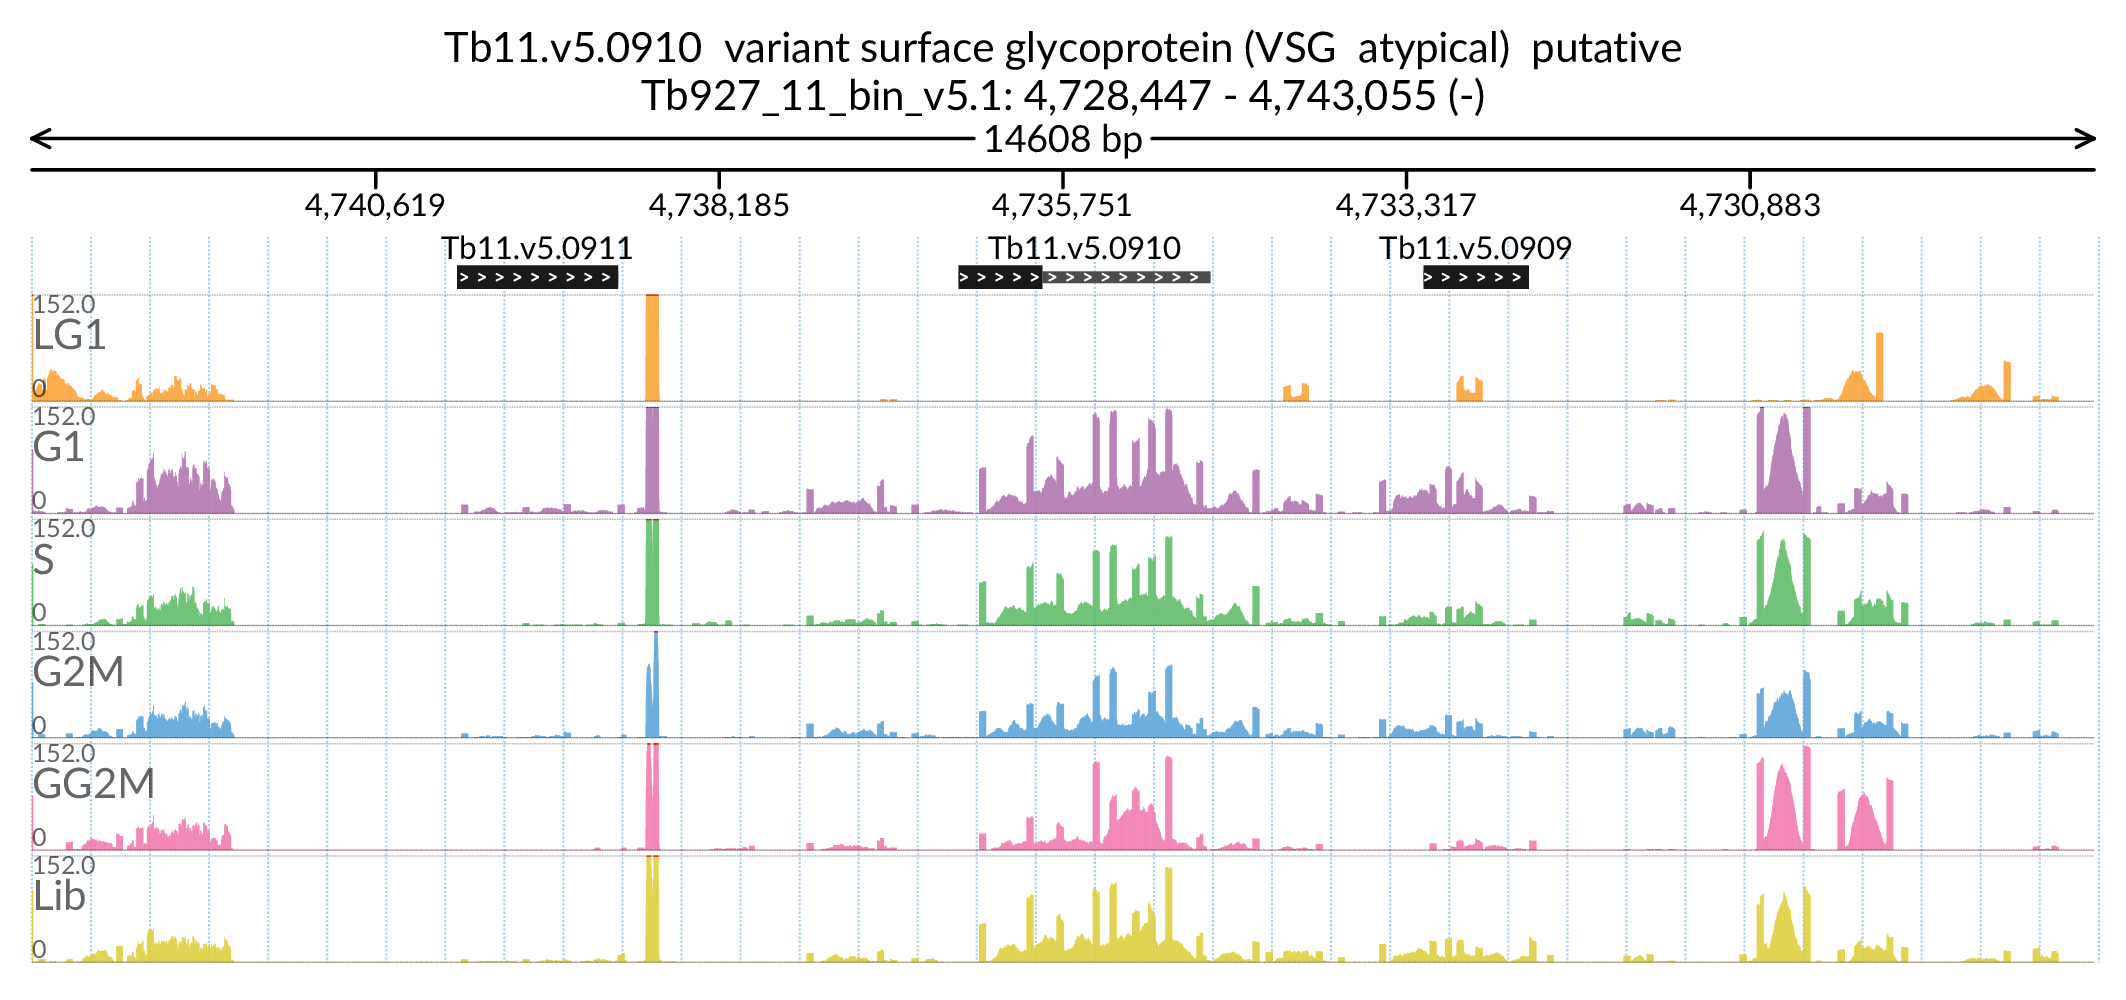 Tb11.v5.0910  variant surface glycoprotein (VSG  atypical)  putative
Tb927_11_bin_v5.1: 4,728,447 - 4,743,055 (-)
14608 bp
4,740,619 4,738,185 4,735,751 4,733,317 4,730,883
Tb11.v5.0911 Tb11.v5.0910 Tb11.v5.0909
152.0
LG1
0
152.0
G1
0
152.0
S
0
152.0
G2M
0
152.0
GG2M
0
152.0
Lib
0